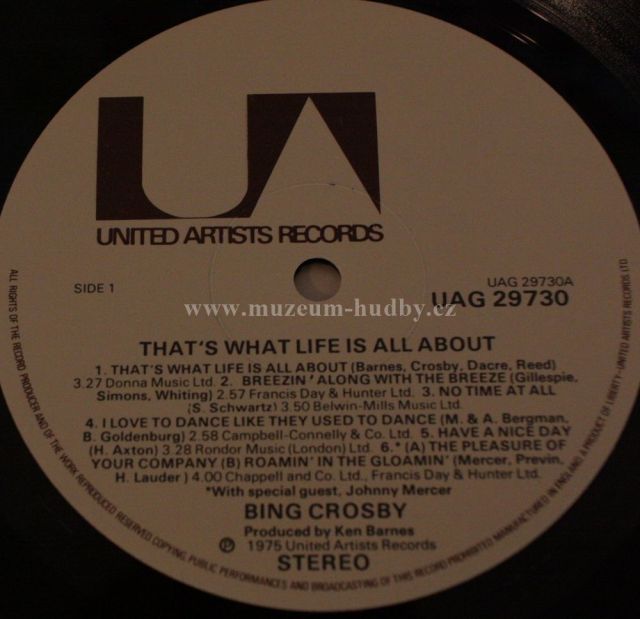 UA
UNITED ARTISTS RECORDS
SIDE 1
UAG 29730A
UAG 29730
www.muzeum-hudby.cz
THAT'S WHAT LIFE IS ALL ABOUT
1. THAT'S WHAT LIFE IS ALL ABOUT (Barnes, Crosby, Dacre, Reed)
3.27 Donna Music Ltd. 2. BREEZIN' ALONG WITH THE BREEZE (Gillespie,
Simons, Whiting) 2.57 Francis Day & Hunter Ltd. 3. NO TIME AT ALL
(S. Schwartz) 3.50 Belwin-Mills Music Ltd.
4. I LOVE TO DANCE LIKE THEY USED TO DANCE (M. & A. Bergman,
B. Goldenburg) 2.58 Campbell-Connelly & Co. Ltd. 5. HAVE A NICE DAY
(H. Axton) 3.28 Rondor Music (London) Ltd. 6.* (A) THE PLEASURE OF
YOUR COMPANY (B) ROAMIN' IN THE GLOAMIN' (Mercer, Previn,
H. Lauder) 4.00 Chappell and Co. Ltd., Francis Day & Hunter Ltd.
*With special guest, Johnny Mercer
BING CROSBY
Produced by Ken Barnes
℗ 1975 United Artists Records
STEREO
ALL RIGHTS OF THE RECORD PRODUCER AND OF THE WORK REPRODUCED RESERVED. COPYING, PUBLIC PERFORMANCES AND BROADCASTING OF THIS RECORD PROHIBITED MANUFACTURED IN ENGLAND. A PRODUCT OF LIBERTY-UNITED ARTISTS RECORDS LTD